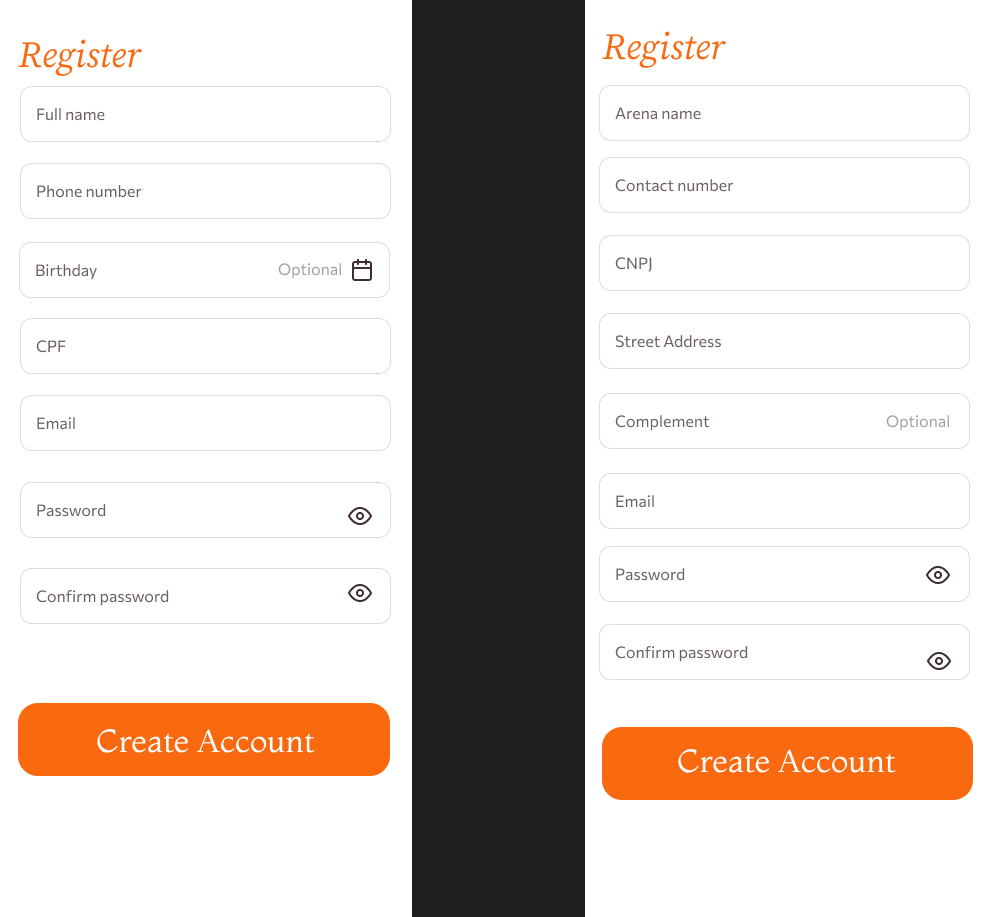 Register
Full name
Phone number
Birthday Optional
CPF
Email
Password
Confirm password
Create Account
Register
Arena name
Contact number
CNPJ
Street Address
Complement Optional
Email
Password
Confirm password
Create Account